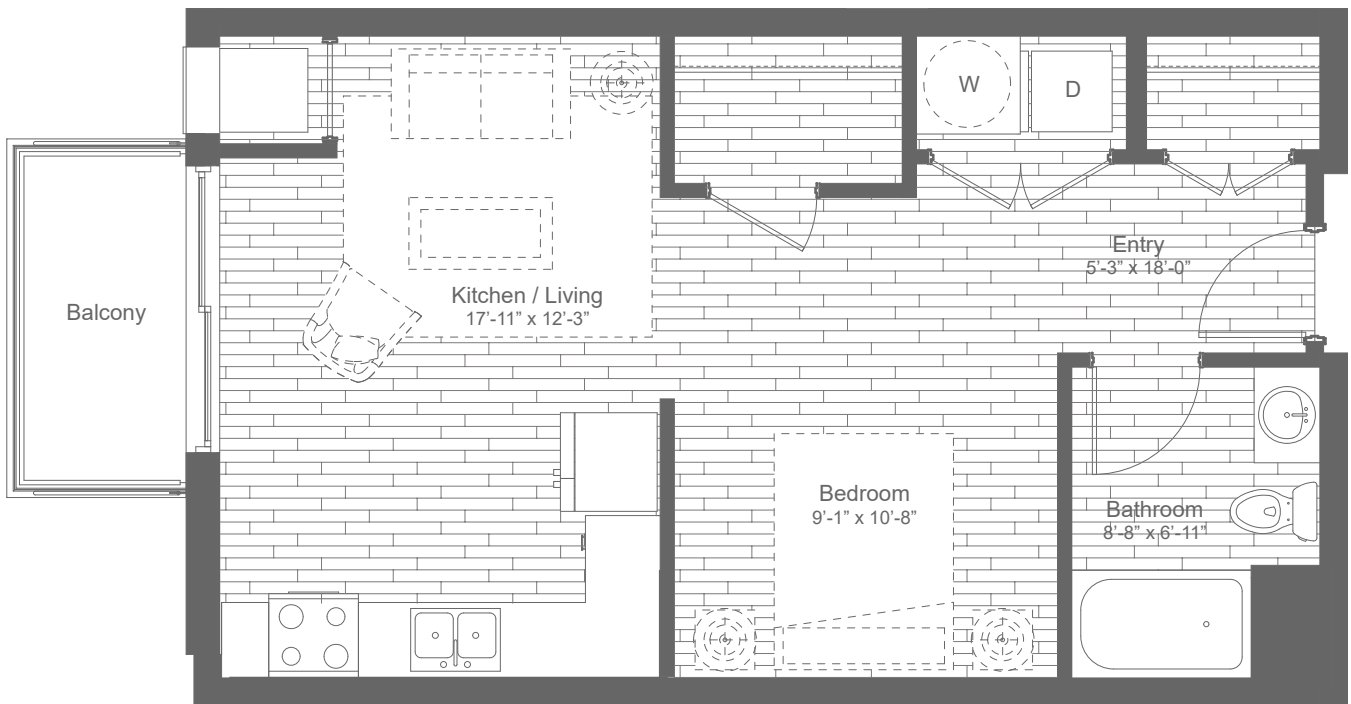 W
D
Entry
5'-3” x 18'-0”
Kitchen / Living
17'-11” x 12'-3”
Balcony
Bedroom
9'-1” x 10'-8”
Bathroom
8'-8” x 6'-11”